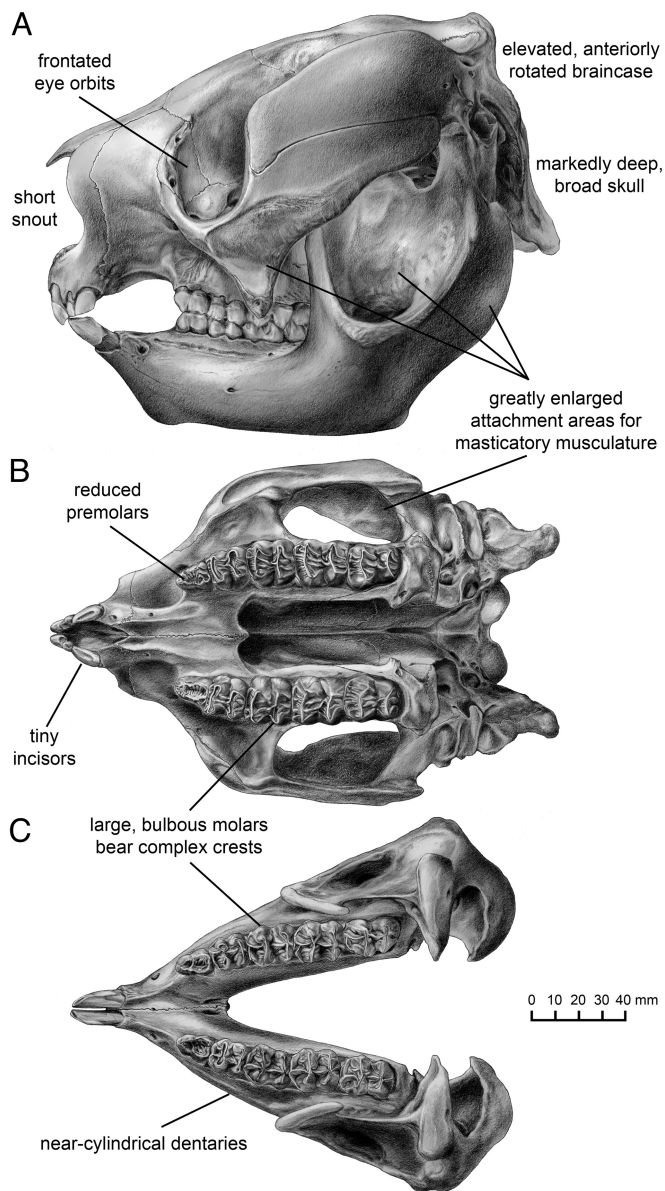 A
frontated
eye orbits
elevated, anteriorly
rotated braincase
short
snout
markedly deep,
broad skull
greatly enlarged
attachment areas for
masticatory musculature
B
reduced
premolars
tiny
incisors
large, bulbous molars
bear complex crests
C
0 10 20 30 40 mm
near-cylindrical dentaries